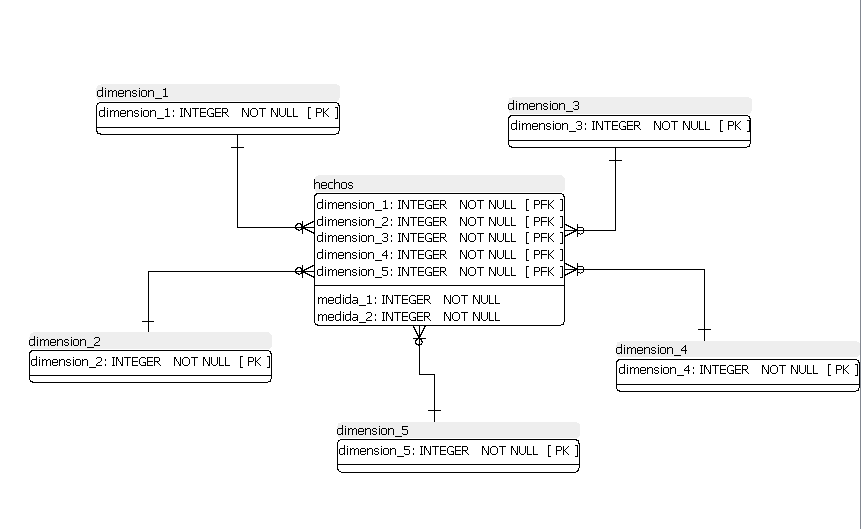 dimension_1
dimension_1: INTEGER NOT NULL [ PK ]
dimension_3
dimension_3: INTEGER NOT NULL [ PK ]
hechos
dimension_1: INTEGER NOT NULL [ PFK ]
dimension_2: INTEGER NOT NULL [ PFK ]
dimension_3: INTEGER NOT NULL [ PFK ]
dimension_4: INTEGER NOT NULL [ PFK ]
dimension_5: INTEGER NOT NULL [ PFK ]
medida_1: INTEGER NOT NULL
medida_2: INTEGER NOT NULL
dimension_2
dimension_2: INTEGER NOT NULL [ PK ]
dimension_4
dimension_4: INTEGER NOT NULL [ PK ]
dimension_5
dimension_5: INTEGER NOT NULL [ PK ]